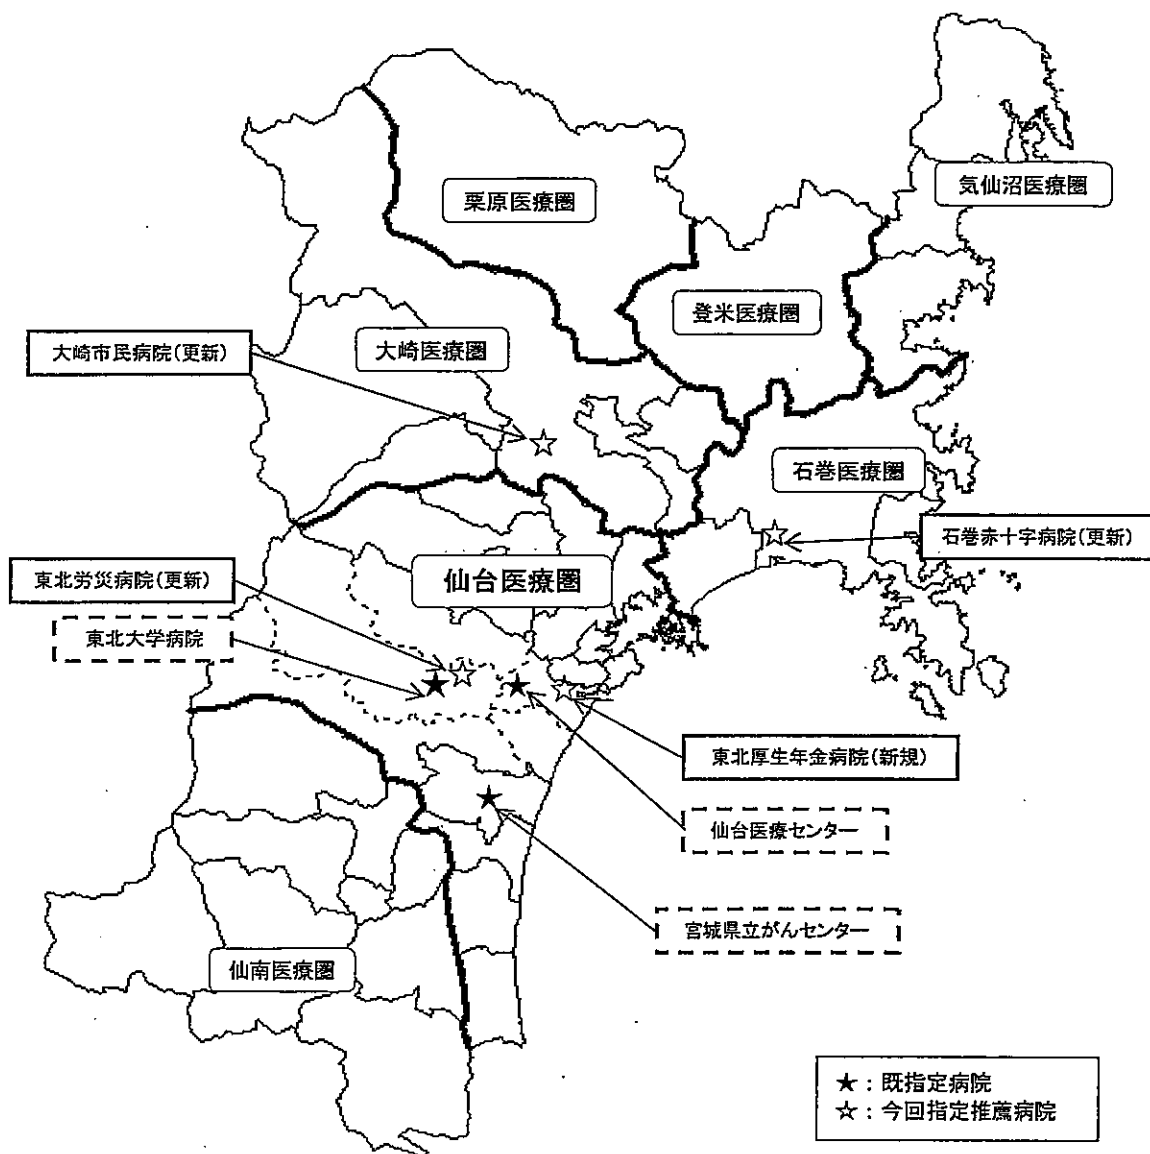 気仙沼医療圏
栗原医療圏
登米医療圏
大崎市民病院(更新)
大崎医療圏
石巻医療圏
石巻赤十字病院(更新)
東北労災病院(更新)
仙台医療圏
東北大学病院
東北厚生年金病院(新規)
仙台医療センター
宮城県立がんセンター
仙南医療圏
★:既指定病院
☆:今回指定推薦病院